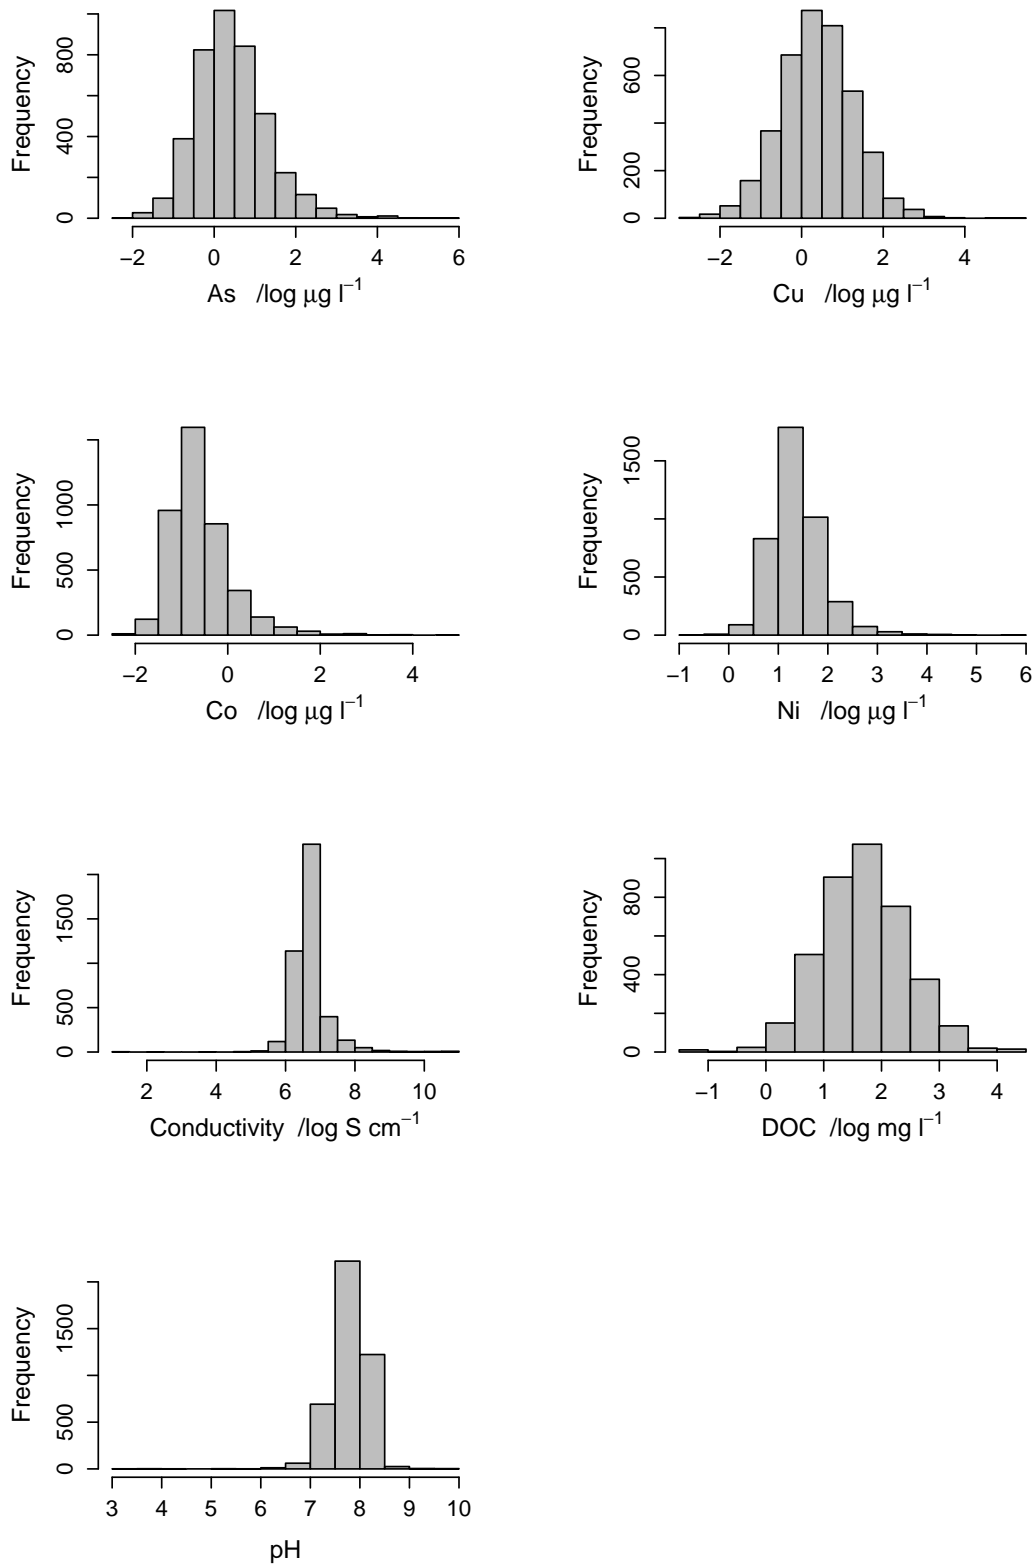 Frequency
0 400 800
−2 0 2 4 6
As /log μg l⁻¹
Frequency
0 200 600
−2 0 2 4
Cu /log μg l⁻¹
Frequency
0 500 1000
−2 0 2 4
Co /log μg l⁻¹
Frequency
0 500 1500
−1 0 1 2 3 4 5 6
Ni /log μg l⁻¹
Frequency
0 500 1500
2 4 6 8 10
Conductivity /log S cm⁻¹
Frequency
0 400 800
−1 0 1 2 3 4
DOC /log mg l⁻¹
Frequency
0 500 1500
3 4 5 6 7 8 9 10
pH